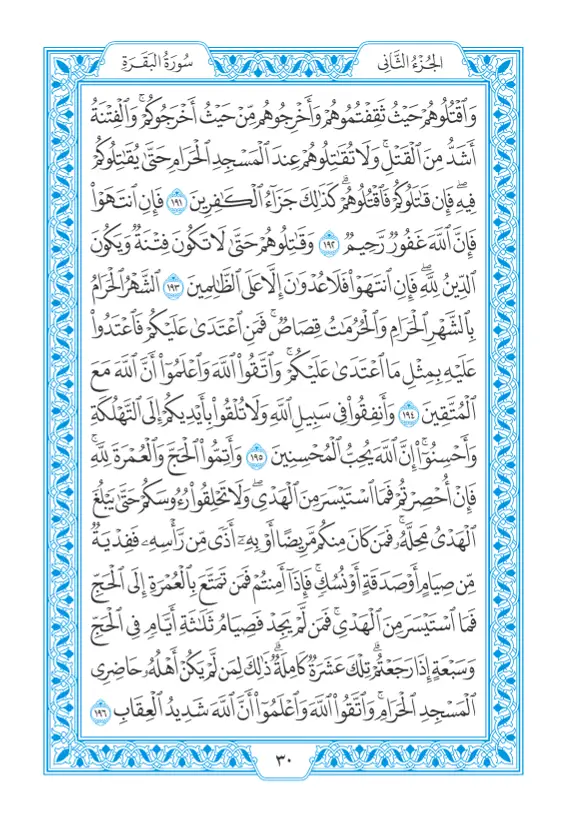 الجُزْءُ الثَّانِي
سُورَةُ البَقَرَةِ
وَٱقْتُلُوهُمْ حَيْثُ ثَقِفْتُمُوهُمْ وَأَخْرِجُوهُم مِّنْ حَيْثُ أَخْرَجُوكُمْ ۚ وَٱلْفِتْنَةُ
أَشَدُّ مِنَ ٱلْقَتْلِ ۚ وَلَا تُقَٰتِلُوهُمْ عِندَ ٱلْمَسْجِدِ ٱلْحَرَامِ حَتَّىٰ يُقَٰتِلُوكُمْ
فِيهِ ۖ فَإِن قَٰتَلُوكُمْ فَٱقْتُلُوهُمْ ۗ كَذَٰلِكَ جَزَآءُ ٱلْكَٰفِرِينَ ١٩١ فَإِنِ ٱنتَهَوْا۟
فَإِنَّ ٱللَّهَ غَفُورٌ رَّحِيمٌ ١٩٢ وَقَٰتِلُوهُمْ حَتَّىٰ لَا تَكُونَ فِتْنَةٌ وَيَكُونَ
ٱلدِّينُ لِلَّهِ ۖ فَإِنِ ٱنتَهَوْا۟ فَلَا عُدْوَٰنَ إِلَّا عَلَى ٱلظَّٰلِمِينَ ١٩٣ ٱلشَّهْرُ ٱلْحَرَامُ
بِٱلشَّهْرِ ٱلْحَرَامِ وَٱلْحُرُمَٰتُ قِصَاصٌ ۚ فَمَنِ ٱعْتَدَىٰ عَلَيْكُمْ فَٱعْتَدُوا۟
عَلَيْهِ بِمِثْلِ مَا ٱعْتَدَىٰ عَلَيْكُمْ ۚ وَٱتَّقُوا۟ ٱللَّهَ وَٱعْلَمُوٓا۟ أَنَّ ٱللَّهَ مَعَ
ٱلْمُتَّقِينَ ١٩٤ وَأَنفِقُوا۟ فِى سَبِيلِ ٱللَّهِ وَلَا تُلْقُوا۟ بِأَيْدِيكُمْ إِلَى ٱلتَّهْلُكَةِ
وَأَحْسِنُوٓا۟ ۛ إِنَّ ٱللَّهَ يُحِبُّ ٱلْمُحْسِنِينَ ١٩٥ وَأَتِمُّوا۟ ٱلْحَجَّ وَٱلْعُمْرَةَ لِلَّهِ ۚ
فَإِنْ أُحْصِرْتُمْ فَمَا ٱسْتَيْسَرَ مِنَ ٱلْهَدْىِ ۖ وَلَا تَحْلِقُوا۟ رُءُوسَكُمْ حَتَّىٰ يَبْلُغَ
ٱلْهَدْىُ مَحِلَّهُۥ ۚ فَمَن كَانَ مِنكُم مَّرِيضًا أَوْ بِهِۦٓ أَذًى مِّن رَّأْسِهِۦ فَفِدْيَةٌ
مِّن صِيَامٍ أَوْ صَدَقَةٍ أَوْ نُسُكٍ ۚ فَإِذَآ أَمِنتُمْ فَمَن تَمَتَّعَ بِٱلْعُمْرَةِ إِلَى ٱلْحَجِّ
فَمَا ٱسْتَيْسَرَ مِنَ ٱلْهَدْىِ ۚ فَمَن لَّمْ يَجِدْ فَصِيَامُ ثَلَٰثَةِ أَيَّامٍ فِى ٱلْحَجِّ
وَسَبْعَةٍ إِذَا رَجَعْتُمْ ۗ تِلْكَ عَشَرَةٌ كَامِلَةٌ ۗ ذَٰلِكَ لِمَن لَّمْ يَكُنْ أَهْلُهُۥ حَاضِرِى
ٱلْمَسْجِدِ ٱلْحَرَامِ ۚ وَٱتَّقُوا۟ ٱللَّهَ وَٱعْلَمُوٓا۟ أَنَّ ٱللَّهَ شَدِيدُ ٱلْعِقَابِ ١٩٦
٣٠